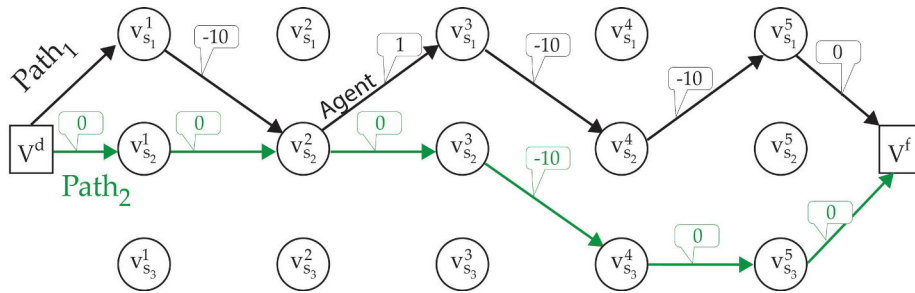 v_{s_1}^1 v_{s_1}^2 v_{s_1}^3 v_{s_1}^4 v_{s_1}^5
Path_1 -10 Agent 1 -10 -10 0
V^d 0 v_{s_2}^1 0 v_{s_2}^2 0 v_{s_2}^3 v_{s_2}^4 v_{s_2}^5 V^f
Path_2 -10 0 0
v_{s_3}^1 v_{s_3}^2 v_{s_3}^3 v_{s_3}^4 v_{s_3}^5